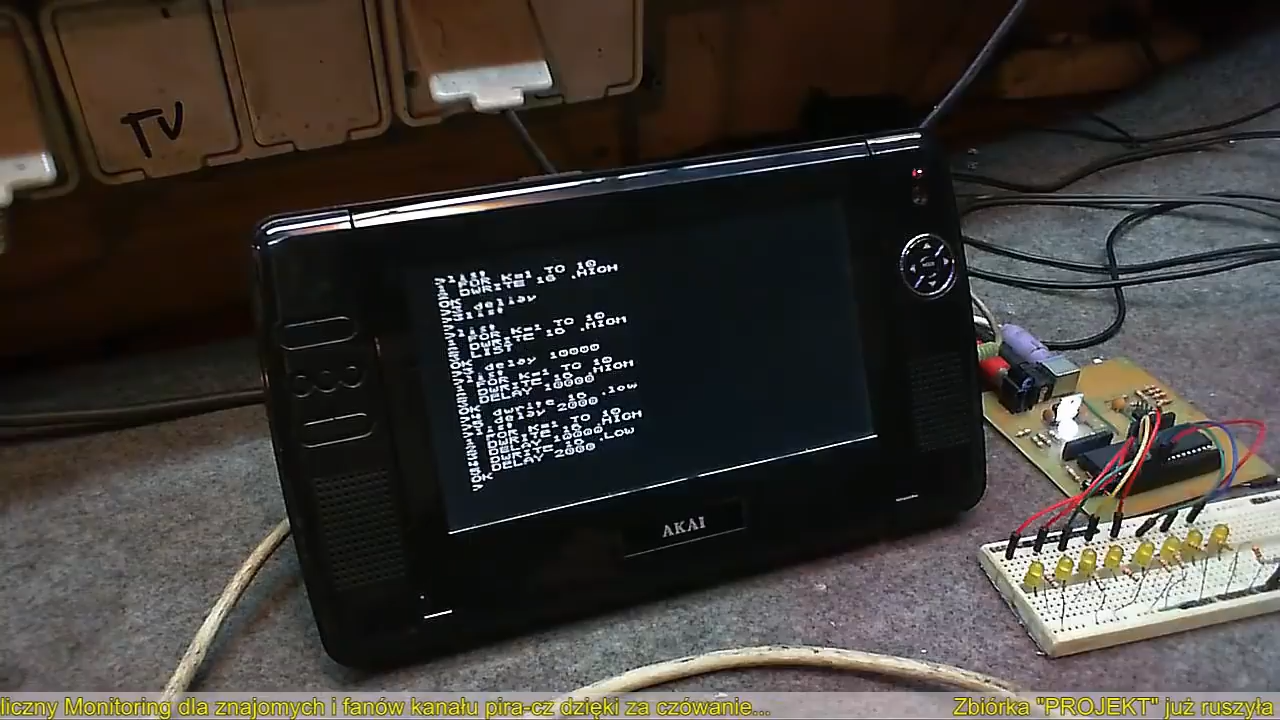 TV
>list
1 FOR K=1 TO 10
DWRITE 10 ,HIGH
OK
>list
FOR K=1 TO 10
DWRITE 10 ,HIGH
LIST
OK
delay 10000
>list
FOR K=1 TO 10
DWRITE 10 ,HIGH
DELAY 10000
OK
dwrite 10 ,low
delay 2000
FOR K=1 TO 10
DWRITE 10 ,HIGH
DELAY 10000
DWRITE 10 ,LOW
DELAY 2000
OK
>
AKAI
liczny Monitoring dla znajomych i fanów kanału pira-cz dzięki za czówanie... Zbiórka "PROJEKT" już ruszyła